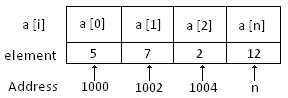 a [i] a [0] a [1] a [2] a [n]
element 5 7 2 12
Address 1000 1002 1004 n